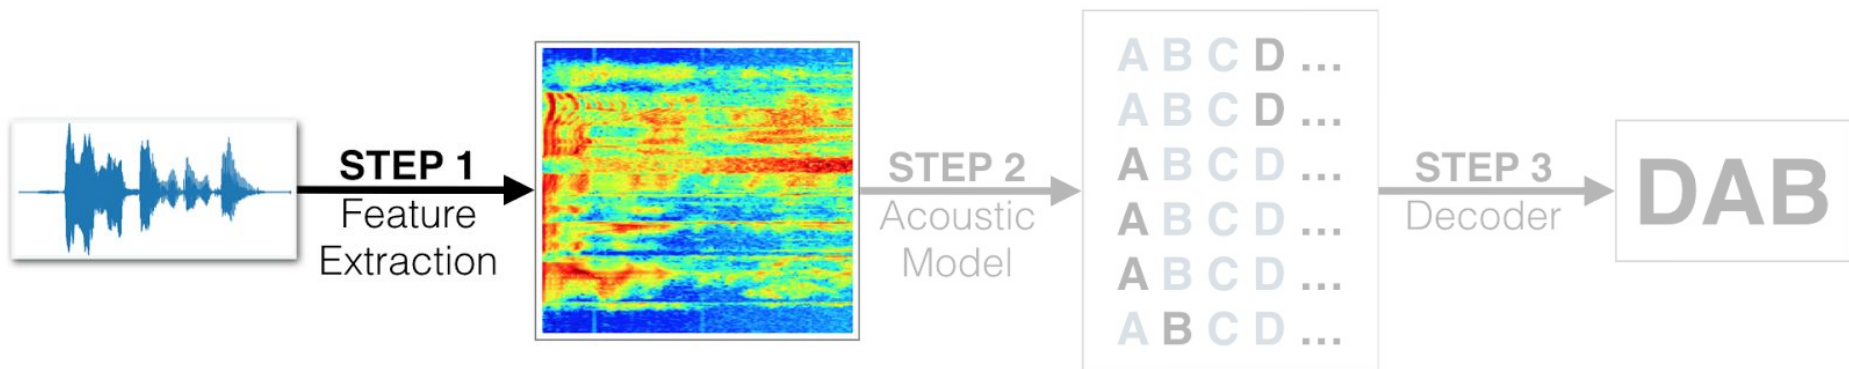 STEP 1
Feature
Extraction
STEP 2
Acoustic
Model
A B C D ...
A B C D ...
A B C D ...
A B C D ...
A B C D ...
A B C D ...
STEP 3
Decoder
DAB